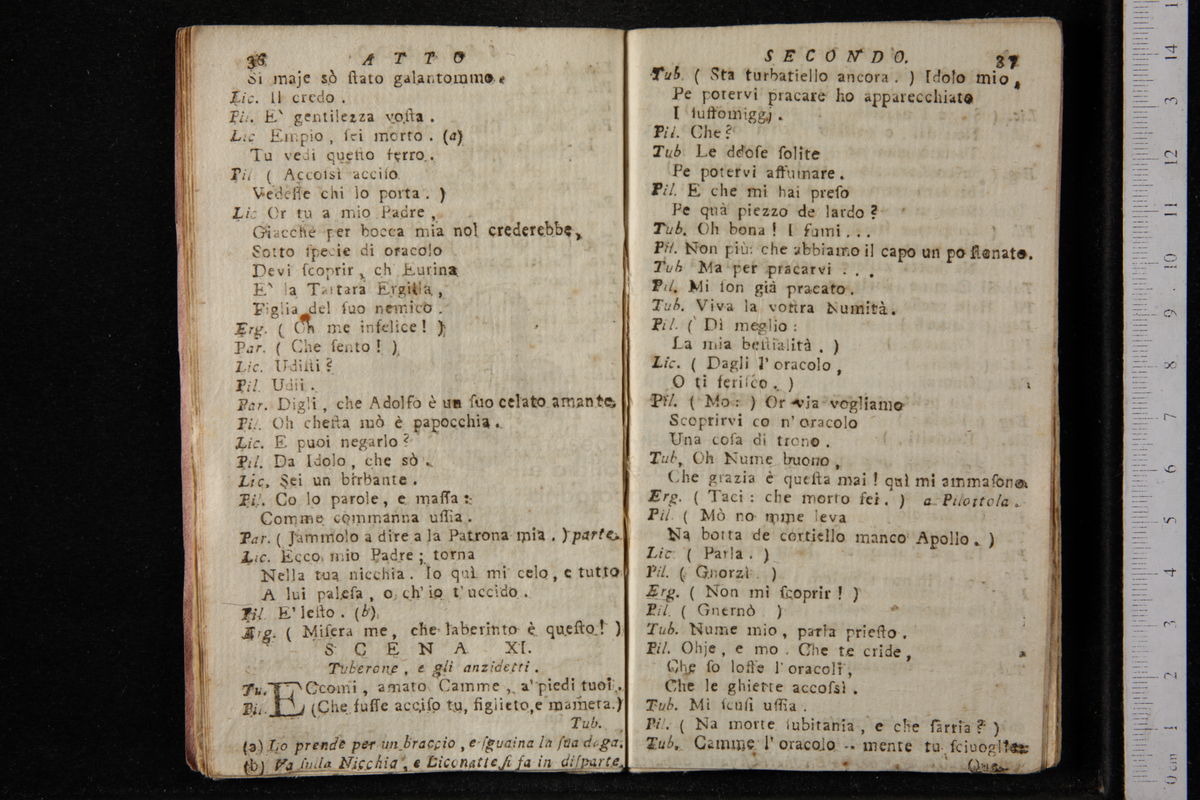 36 ATTO
Si maje sò ſtato galantommo.
Lic. Il credo.
Pil. E' gentilezza voſta.
Lic Empio, ſei morto. (a)
Tu vedi queſto ferro.
Pil ( Accoſsì acciſo
Vedeſſe chi lo porta. )
Lic Or tu a mio Padre,
Giacchè per bocca mia nol crederebbe,
Sotto ſpecie di oracolo
Devi ſcoprir, ch' Eurina
E' la Tartara Ergilla,
Figlia del ſuo nemico.
Erg. ( Oh me infelice! )
Par. ( Che ſento! )
Lic. Udiſti?
Pil. Udii.
Par. Digli, che Adolfo è un ſuo celato amante.
Pil. Oh cheſta mò è papocchia.
Lic. E puoi negarlo?
Pil. Da Idolo, che sò.
Lic. Sei un birbante.
Pil. Co lo parole, e maſſa:
Comme commanna uſſia.
Par. ( Jammolo a dire a la Patrona mia. ) parte.
Lic. Ecco mio Padre; torna
Nella tua nicchia. Io quì mi celo, e tutto
A lui paleſa, o ch' io t' uccido.
Pil E' leſto. (b)
Erg. ( Miſera me, che laberinto è queſto! )
SCENA XI.
Tuberone, e gli anzidetti.
Tu. ECcomi, amato Camme, a' piedi tuoi.
Pil. (Che fuſſe acciſo tu, figlieto, e mameta.)
Tub.
(a) Lo prende per un braccio, e ſguaina la ſua daga.
(b) Va ſulla Nicchia, e Liconatte ſi fa in diſparte.
SECONDO. 37
Tub. ( Sta turbatiello ancora. ) Idolo mio,
Pe potervi pracare ho apparecchiato
I ſuffomiggj.
Pil. Che?
Tub Le ddoſe ſolite
Pe potervi affumare.
Pil. E che mi hai preſo
Pe quà piezzo de lardo?
Tub. Oh bona! I fumi...
Pil. Non più: che abbiamo il capo un po ſtonato.
Tub Ma per pracarvi ...
Pil. Mi ſon già pracato.
Tub. Viva la voſtra Numità.
Pil. ( Di meglio:
La mia beſtialità. )
Lic. ( Dagli l' oracolo,
O ti feriſco. )
Pil. ( Mo: ) Or via vogliamo
Scoprirvi co n' oracolo
Una coſa di trono.
Tub. Oh Nume buono,
Che grazia è queſta mai! quì mi ammaſono.
Erg. ( Taci: che morto ſei. ) a Pilottola.
Pil ( Mò no mme leva
Na botta de cortiello manco Apollo. )
Lic ( Parla. )
Pil. ( Gnorzì )
Erg. ( Non mi ſcoprir! )
Pil ( Gnernò )
Tub. Nume mio, parla prieſto.
Pil. Ohje, e mo. Che te cride,
Che ſo loffe l' oracoli,
Che le ghiette accoſsì.
Tub. Mi ſcuſi uſſia.
Pil. ( Na morte ſubitania, e che ſarria? )
Tub. Camme l' oracolo -- mente tu ſciuoglie